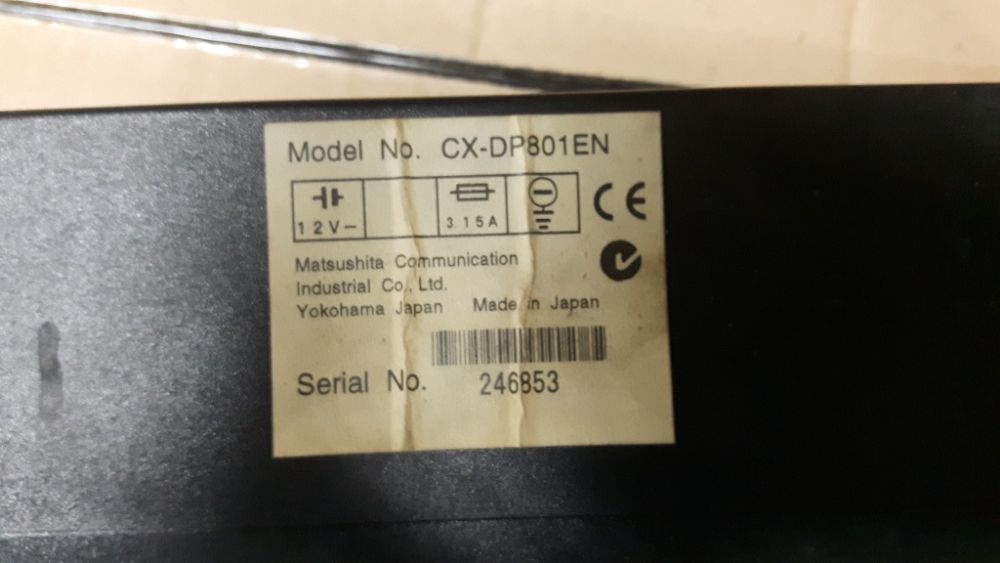 Model No. CX-DP801EN
12V
3.15A
CE
Matsushita Communication
Industrial Co., Ltd.
Yokohama Japan Made in Japan
Serial No. 246853